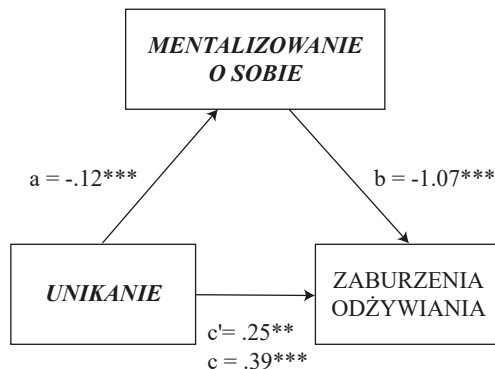 MENTALIZOWANIE
O SOBIE
a = -.12***
b = -1.07***
UNIKANIE
ZABURZENIA
ODŻYWIANIA
c'= .25**
c = .39***